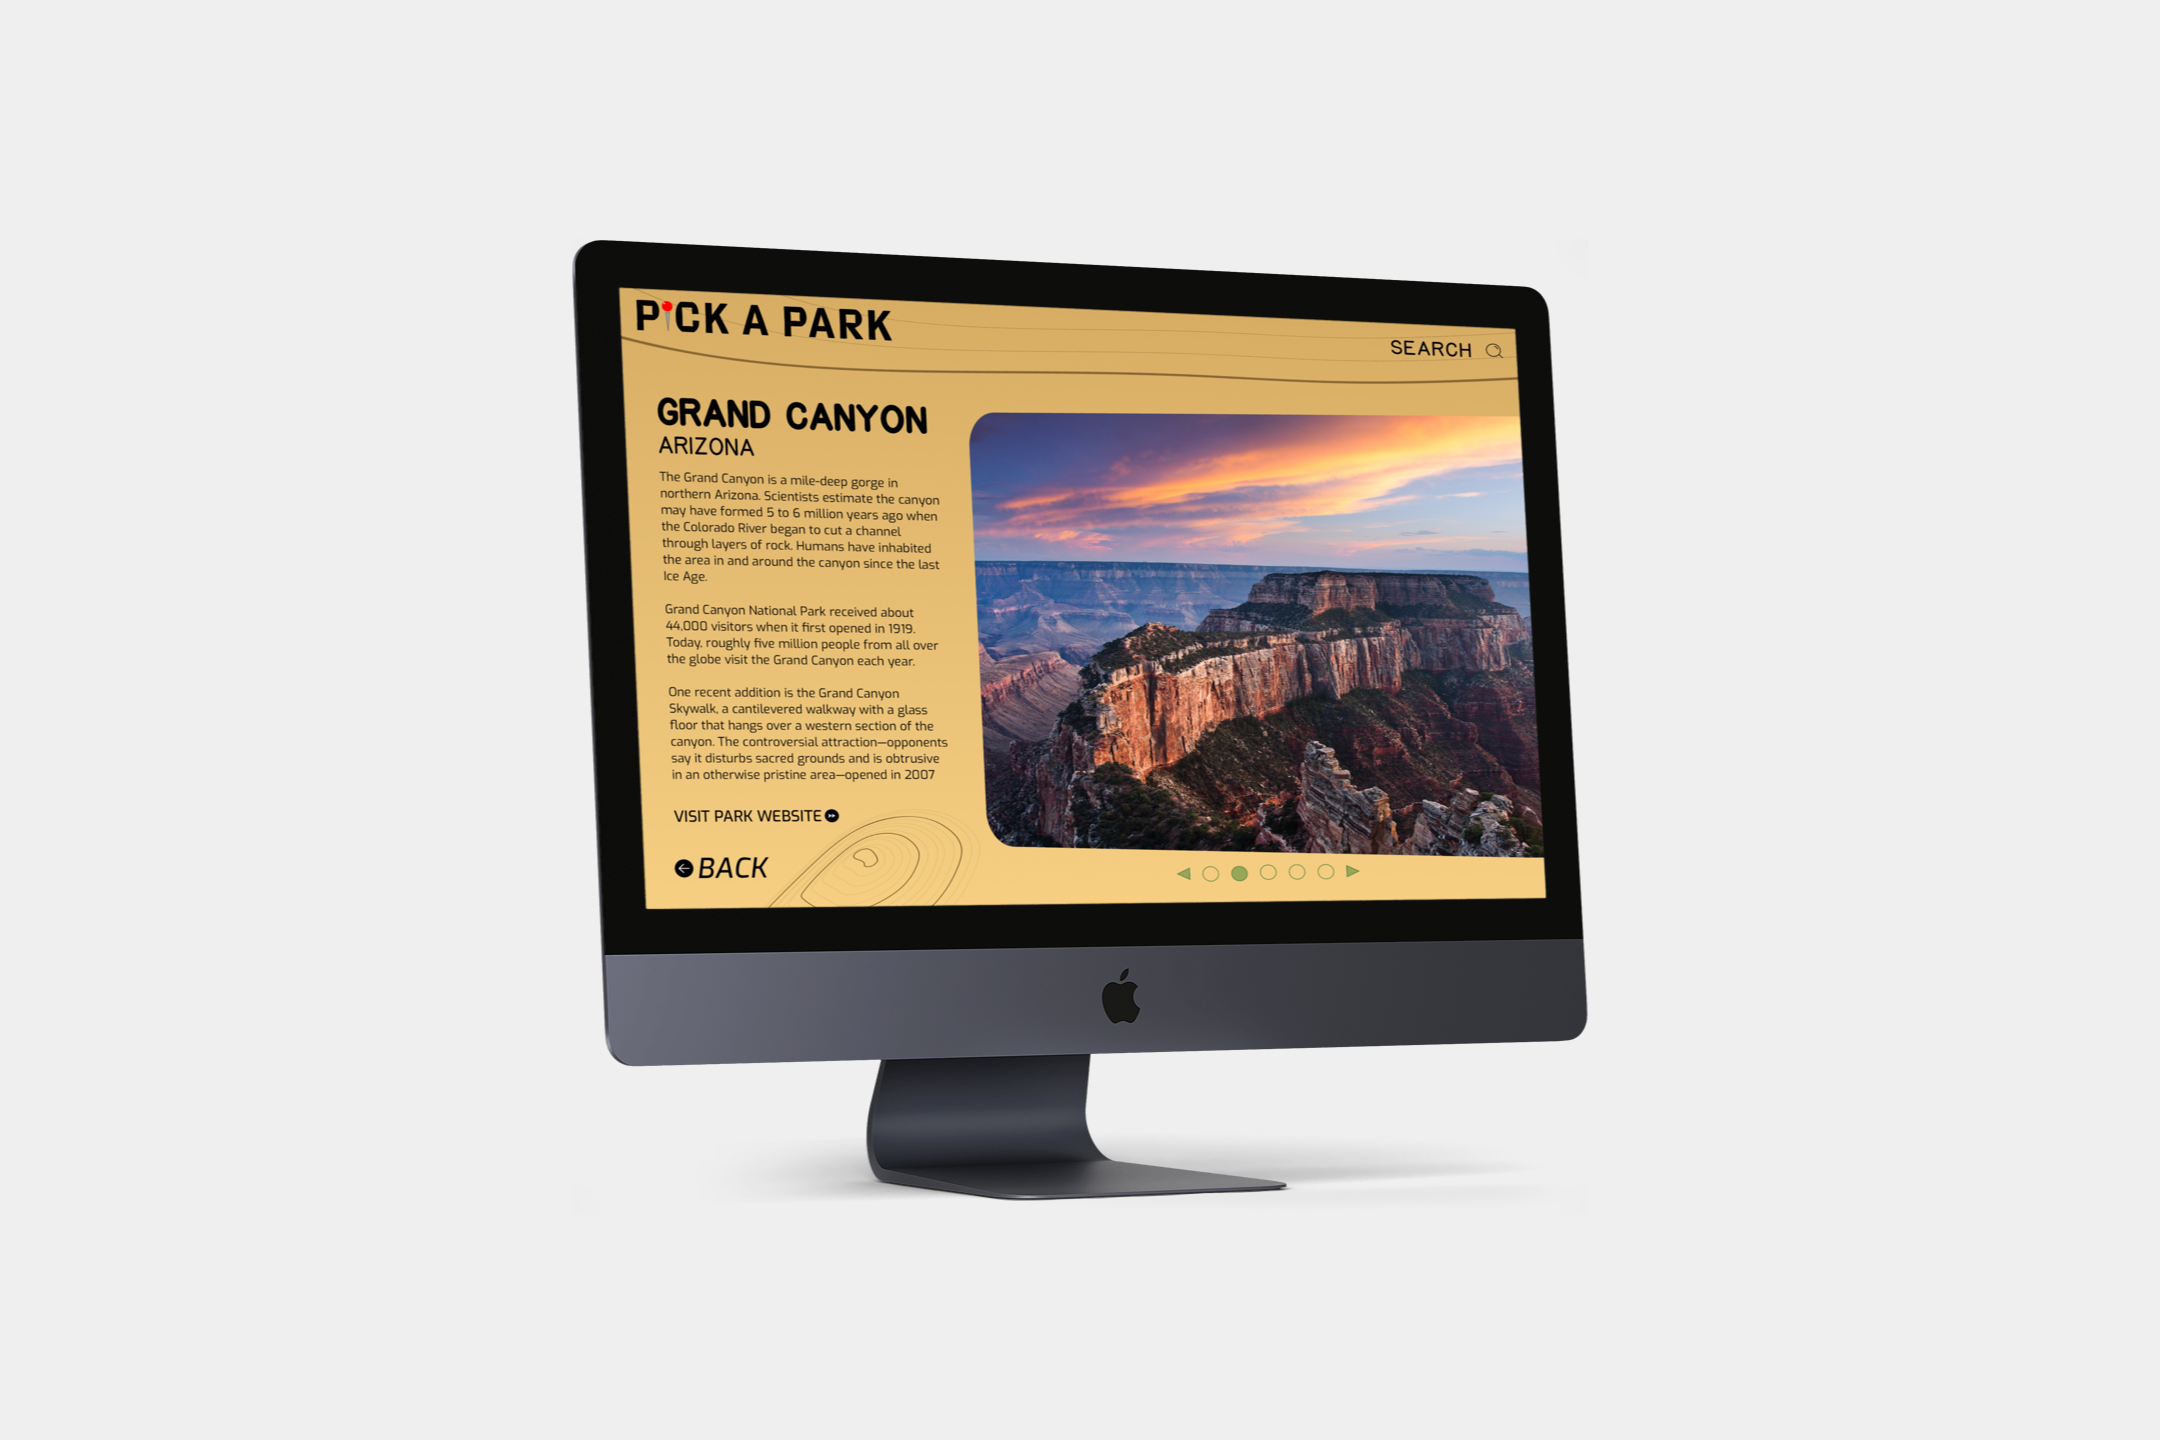 PICK A PARK
SEARCH
GRAND CANYON
ARIZONA
The Grand Canyon is a mile-deep gorge in
northern Arizona. Scientists estimate the canyon
may have formed 5 to 6 million years ago when
the Colorado River began to cut a channel
through layers of rock. Humans have inhabited
the area in and around the canyon since the last
Ice Age.
Grand Canyon National Park received about
44,000 visitors when it first opened in 1919.
Today, roughly five million people from all over
the globe visit the Grand Canyon each year.
One recent addition is the Grand Canyon
Skywalk, a cantilevered walkway with a glass
floor that hangs over a western section of the
canyon. The controversial attraction—opponents
say it disturbs sacred grounds and is obtrusive
in an otherwise pristine area—opened in 2007
VISIT PARK WEBSITE
BACK